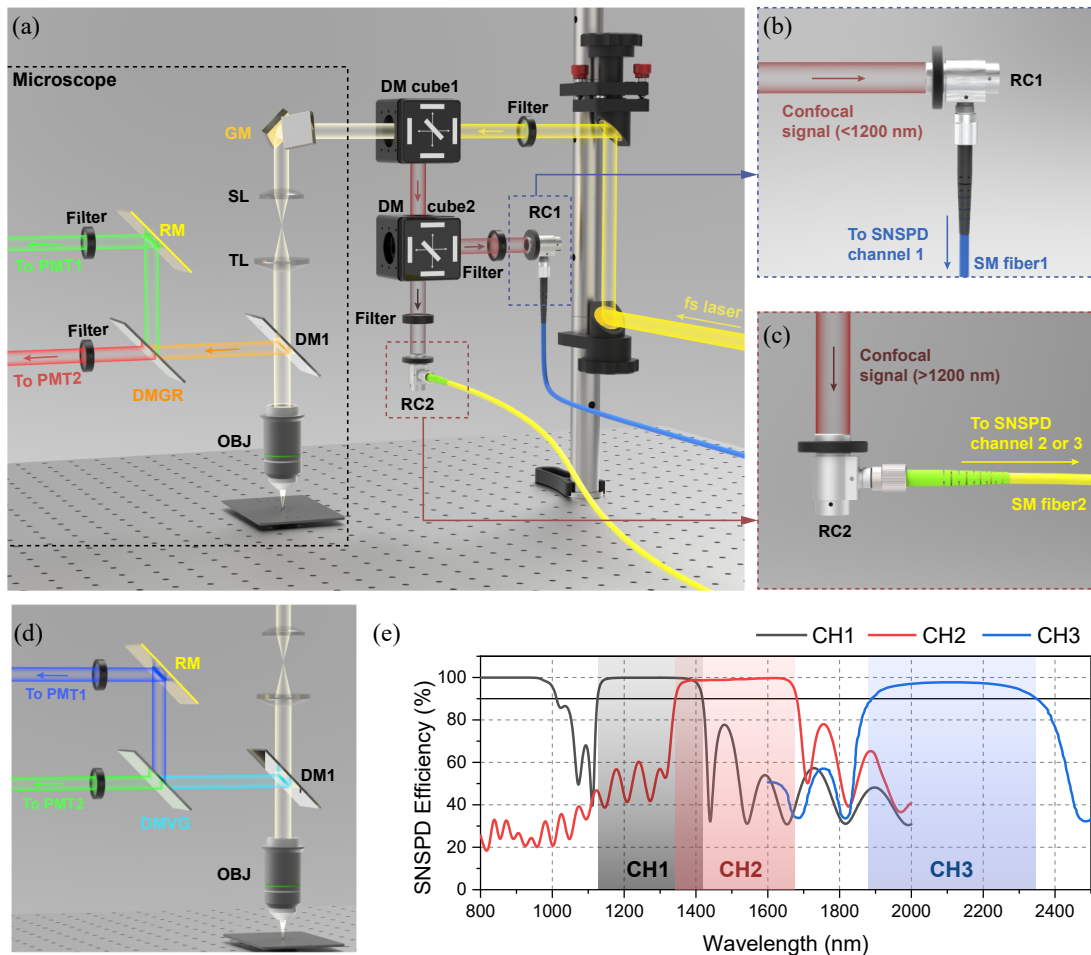 (a)
Microscope
GM
SL
TL
Filter
RM
To PMT1
Filter
To PMT2
DMGR
DM1
OBJ
DM cube1
Filter
DM cube2
RC1
Filter
Filter
RC2
fs laser
(b)
RC1
Confocal
signal (<1200 nm)
To SNSPD
channel 1
SM fiber1
(c)
Confocal
signal (>1200 nm)
To SNSPD
channel 2 or 3
SM fiber2
RC2
(d)
RM
To PMT1
To PMT2
DMVG
DM1
OBJ
(e)
CH1 CH2 CH3
SNSPD Efficiency (%)
100
80
60
40
20
0
CH1 CH2 CH3
800 1000 1200 1400 1600 1800 2000 2200 2400
Wavelength (nm)